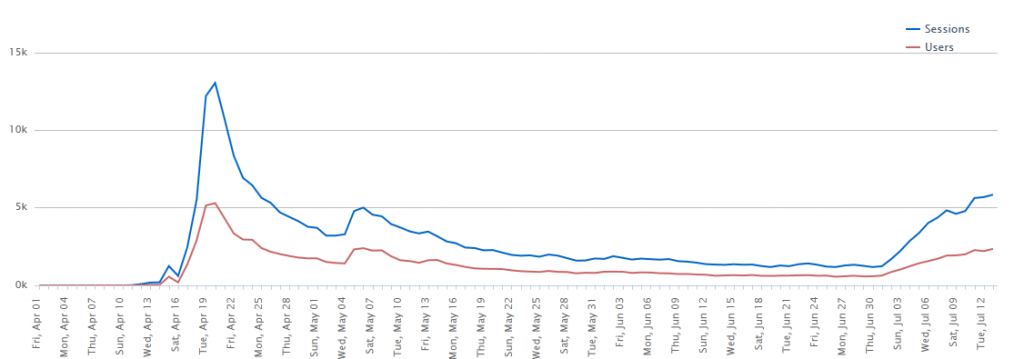 Sessions
Users
15k
10k
5k
0k
Fri, Apr 01
Mon, Apr 04
Thu, Apr 07
Sun, Apr 10
Wed, Apr 13
Sat, Apr 16
Tue, Apr 19
Fri, Apr 22
Mon, Apr 25
Thu, Apr 28
Sun, May 01
Wed, May 04
Sat, May 07
Tue, May 10
Fri, May 13
Mon, May 16
Thu, May 19
Sun, May 22
Wed, May 25
Sat, May 28
Tue, May 31
Fri, Jun 03
Mon, Jun 06
Thu, Jun 09
Sun, Jun 12
Wed, Jun 15
Sat, Jun 18
Tue, Jun 21
Fri, Jun 24
Mon, Jun 27
Thu, Jun 30
Sun, Jul 03
Wed, Jul 06
Sat, Jul 09
Tue, Jul 12